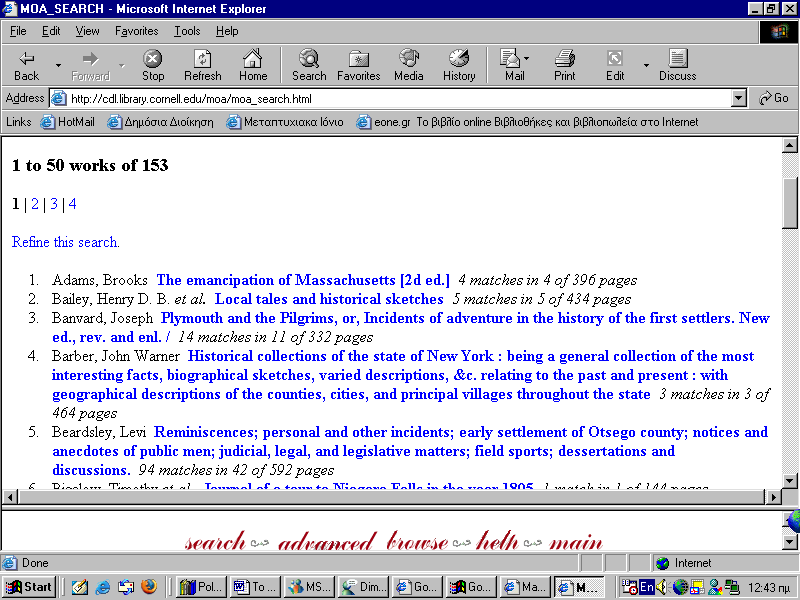 MOA_SEARCH - Microsoft Internet Explorer
File Edit View Favorites Tools Help
Back Forward Stop Refresh Home Search Favorites Media History Mail Print Edit Discuss
Address http://cdl.library.cornell.edu/moa/moa_search.html Go
Links HotMail Δημόσια Διοίκηση Μεταπτυχιακα Ιόνιο eone.gr Το βιβλίο online Βιβλιοθήκες και βιβλιοπωλεία στο Internet
1 to 50 works of 153
1 | 2 | 3 | 4
Refine this search.
1. Adams, Brooks The emancipation of Massachusetts [2d ed.] 4 matches in 4 of 396 pages
2. Bailey, Henry D. B. et al. Local tales and historical sketches 5 matches in 5 of 434 pages
3. Banvard, Joseph Plymouth and the Pilgrims, or, Incidents of adventure in the history of the first settlers. New
ed., rev. and enl. / 14 matches in 11 of 332 pages
4. Barber, John Warner Historical collections of the state of New York : being a general collection of the most
interesting facts, biographical sketches, varied descriptions, &c. relating to the past and present : with
geographical descriptions of the counties, cities, and principal villages throughout the state 3 matches in 3 of
464 pages
5. Beardsley, Levi Reminiscences; personal and other incidents; early settlement of Otsego county; notices and
anecdotes of public men; judicial, legal, and legislative matters; field sports; dessertations and
discussions. 94 matches in 42 of 592 pages
6. Bigelow, Timothy et al. Journal of a tour to Niagara Falls in the year 1805 1 match in 1 of 144 pages
search advanced browse help main
Done Internet
Start Pol... To ... MS... Dim... Go... Go... Ma... M... En 12:43 πμ